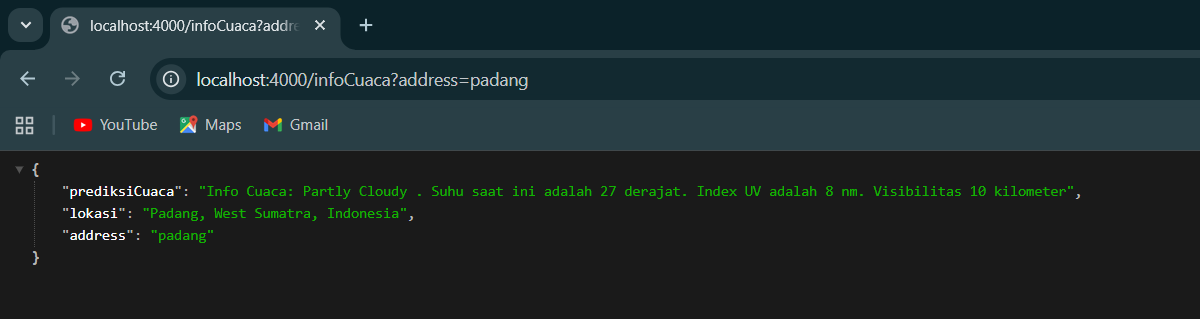 localhost:4000/infoCuaca?addre
localhost:4000/infoCuaca?address=padang
YouTube Maps Gmail
{
"prediksiCuaca": "Info Cuaca: Partly Cloudy . Suhu saat ini adalah 27 derajat. Index UV adalah 8 nm. Visibilitas 10 kilometer",
"lokasi": "Padang, West Sumatra, Indonesia",
"address": "padang"
}